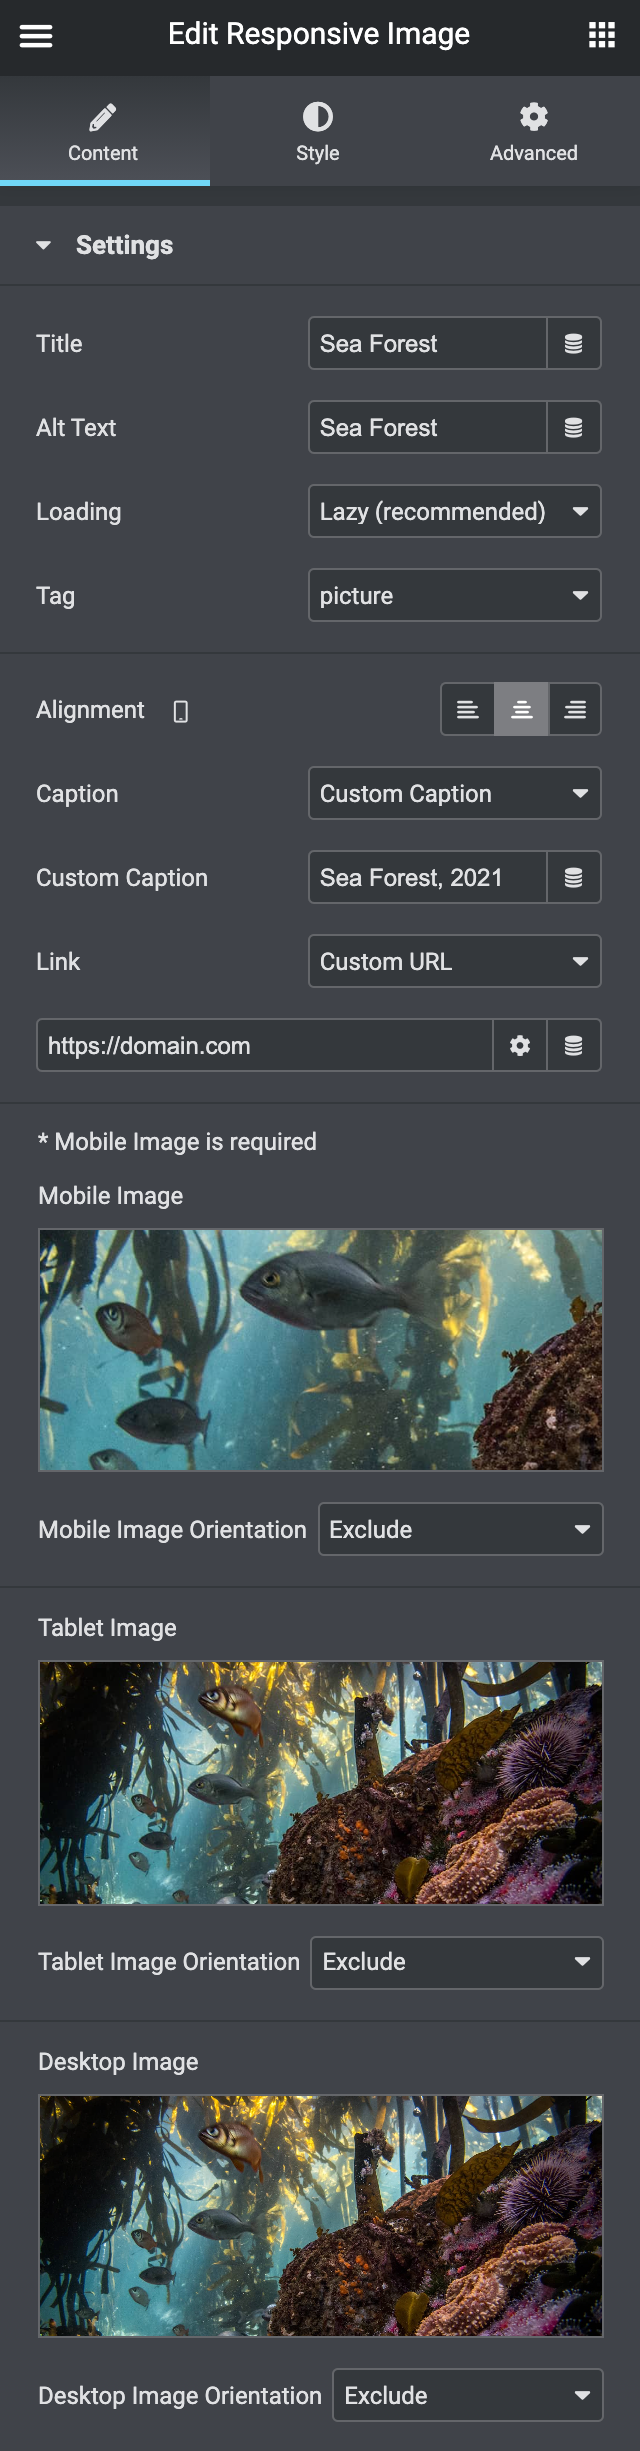 Edit Responsive Image
Content Style Advanced
Settings
Title Sea Forest
Alt Text Sea Forest
Loading Lazy (recommended)
Tag picture
Alignment
Caption Custom Caption
Custom Caption Sea Forest, 2021
Link Custom URL
https://domain.com
* Mobile Image is required
Mobile Image
Mobile Image Orientation Exclude
Tablet Image
Tablet Image Orientation Exclude
Desktop Image
Desktop Image Orientation Exclude